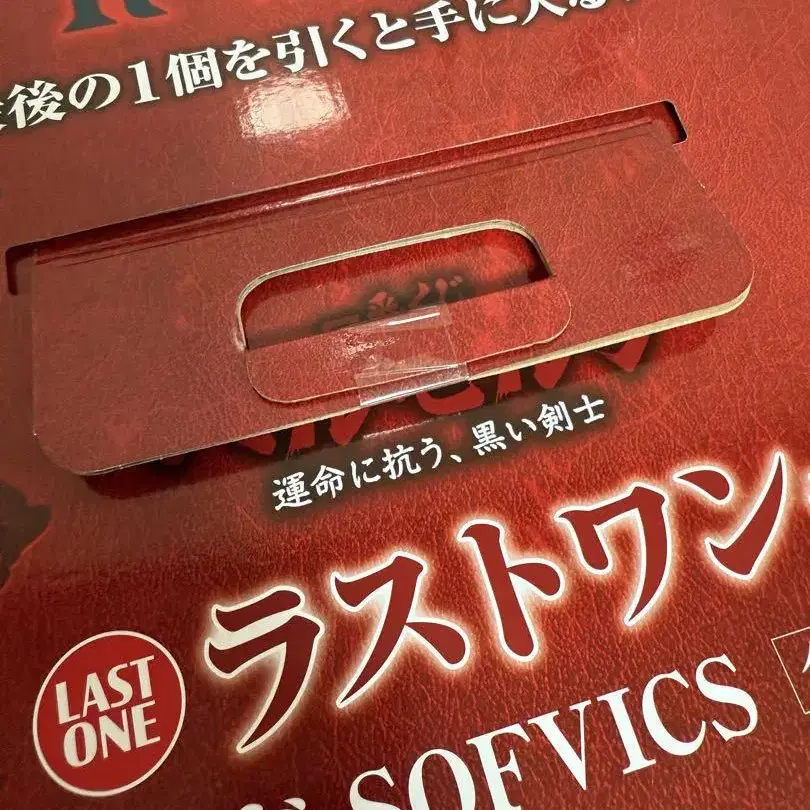 後の1個を引くと手に入る
運命に抗う、黒い剣士
LAST
ONE
ラストワン
SOFVICS